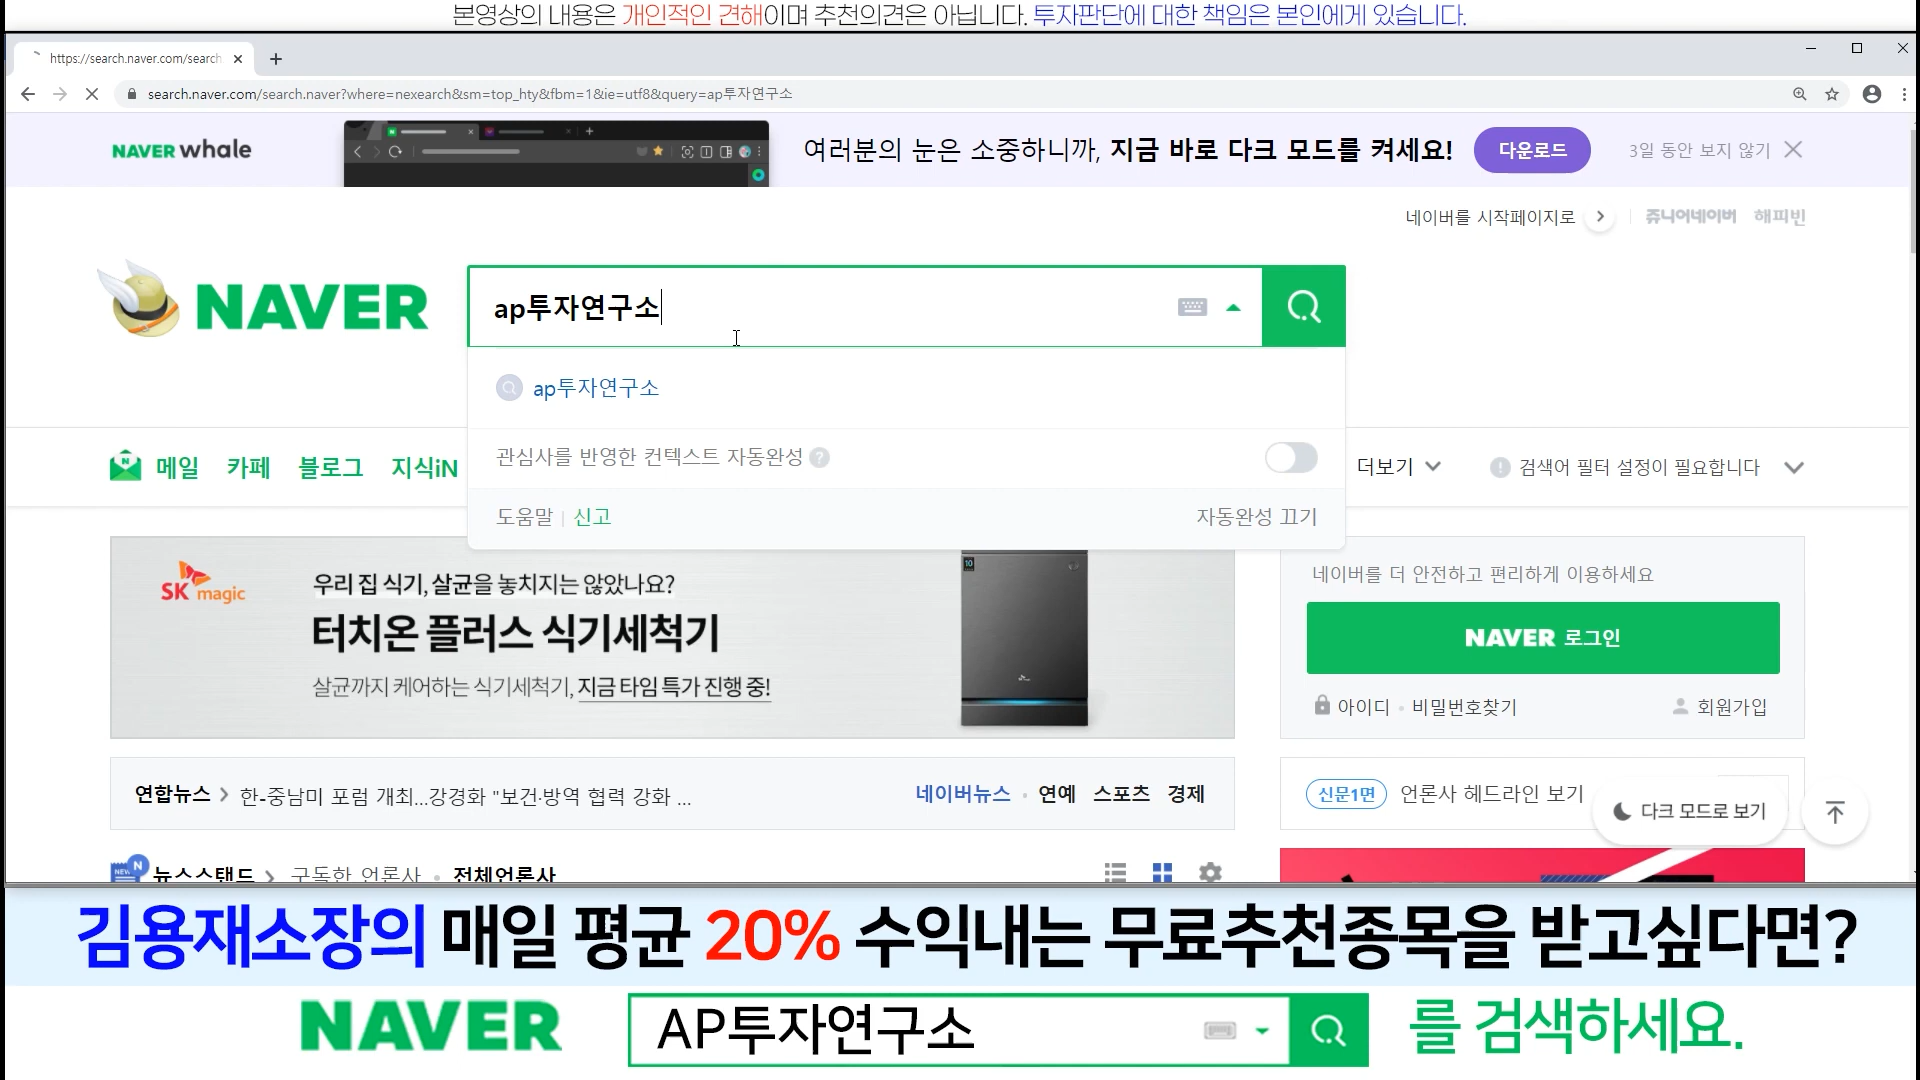 본영상의 내용은 개인적인 견해이며 추천의견은 아닙니다. 투자판단에 대한 책임은 본인에게 있습니다.
https://search.naver.com/search
search.naver.com/search.naver?where=nexearch&sm=top_hty&fbm=1&ie=utf8&query=ap투자연구소
NAVER whale
여러분의 눈은 소중하니까, 지금 바로 다크 모드를 켜세요!
다운로드
3일 동안 보지 않기
네이버를 시작페이지로
쥬니어네이버 해피빈
NAVER
ap투자연구소
ap투자연구소
관심사를 반영한 컨텍스트 자동완성 ?
도움말 | 신고
자동완성 끄기
메일 카페 블로그 지식iN
더보기
검색어 필터 설정이 필요합니다
SK magic
우리 집 식기, 살균을 놓치지는 않았나요?
터치온 플러스 식기세척기
살균까지 케어하는 식기세척기, 지금 타임 특가 진행 중!
네이버를 더 안전하고 편리하게 이용하세요
NAVER 로그인
아이디 · 비밀번호찾기
회원가입
연합뉴스 > 한-중남미 포럼 개최...강경화 "보건·방역 협력 강화 ...
네이버뉴스 · 연예 스포츠 경제
신문1면 언론사 헤드라인 보기
다크 모드로 보기
뉴스스탠드 > 구독한 언론사 · 전체언론사
김용재소장의 매일 평균 20% 수익내는 무료추천종목을 받고싶다면?
NAVER AP투자연구소 를 검색하세요.